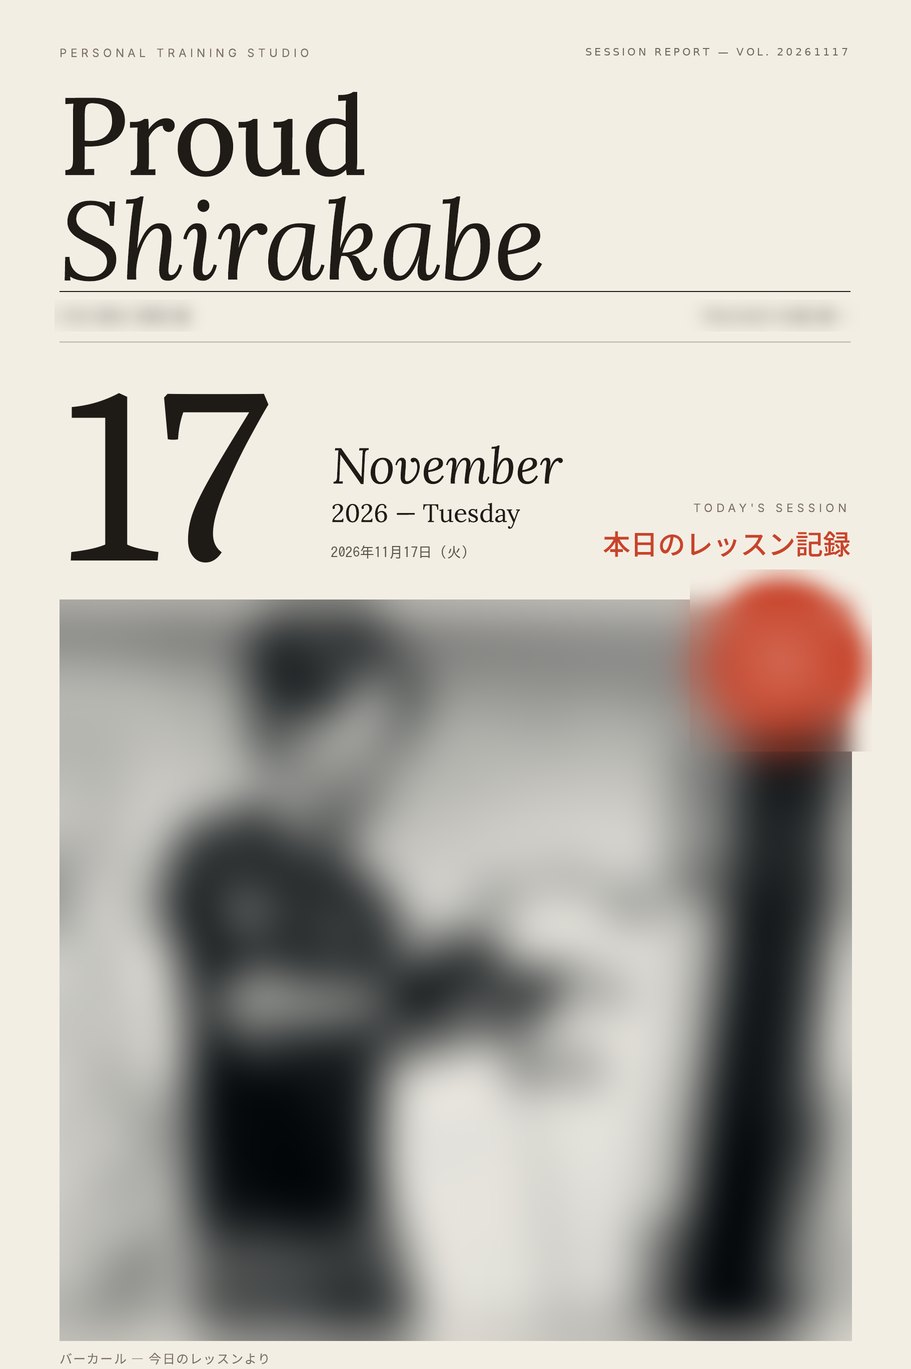 PERSONAL TRAINING STUDIO
SESSION REPORT — VOL. 20261117
Proud
Shirakabe
17
November
2026 — Tuesday
2026年11月17日（火）
TODAY'S SESSION
本日のレッスン記録
バーカール — 今日のレッスンより